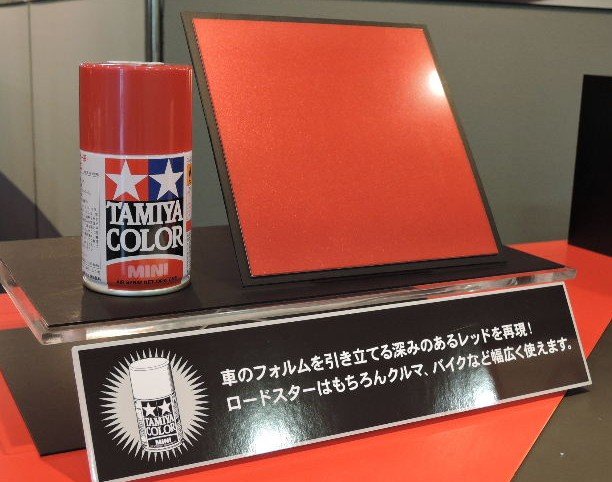 TAMIYA
COLOR
MINI
車のフォルムを引き立てる深みのあるレッドを再現！
ロードスターはもちろんクルマ、バイクなど幅広く使えます。
TAMIYA
COLOR
MINI